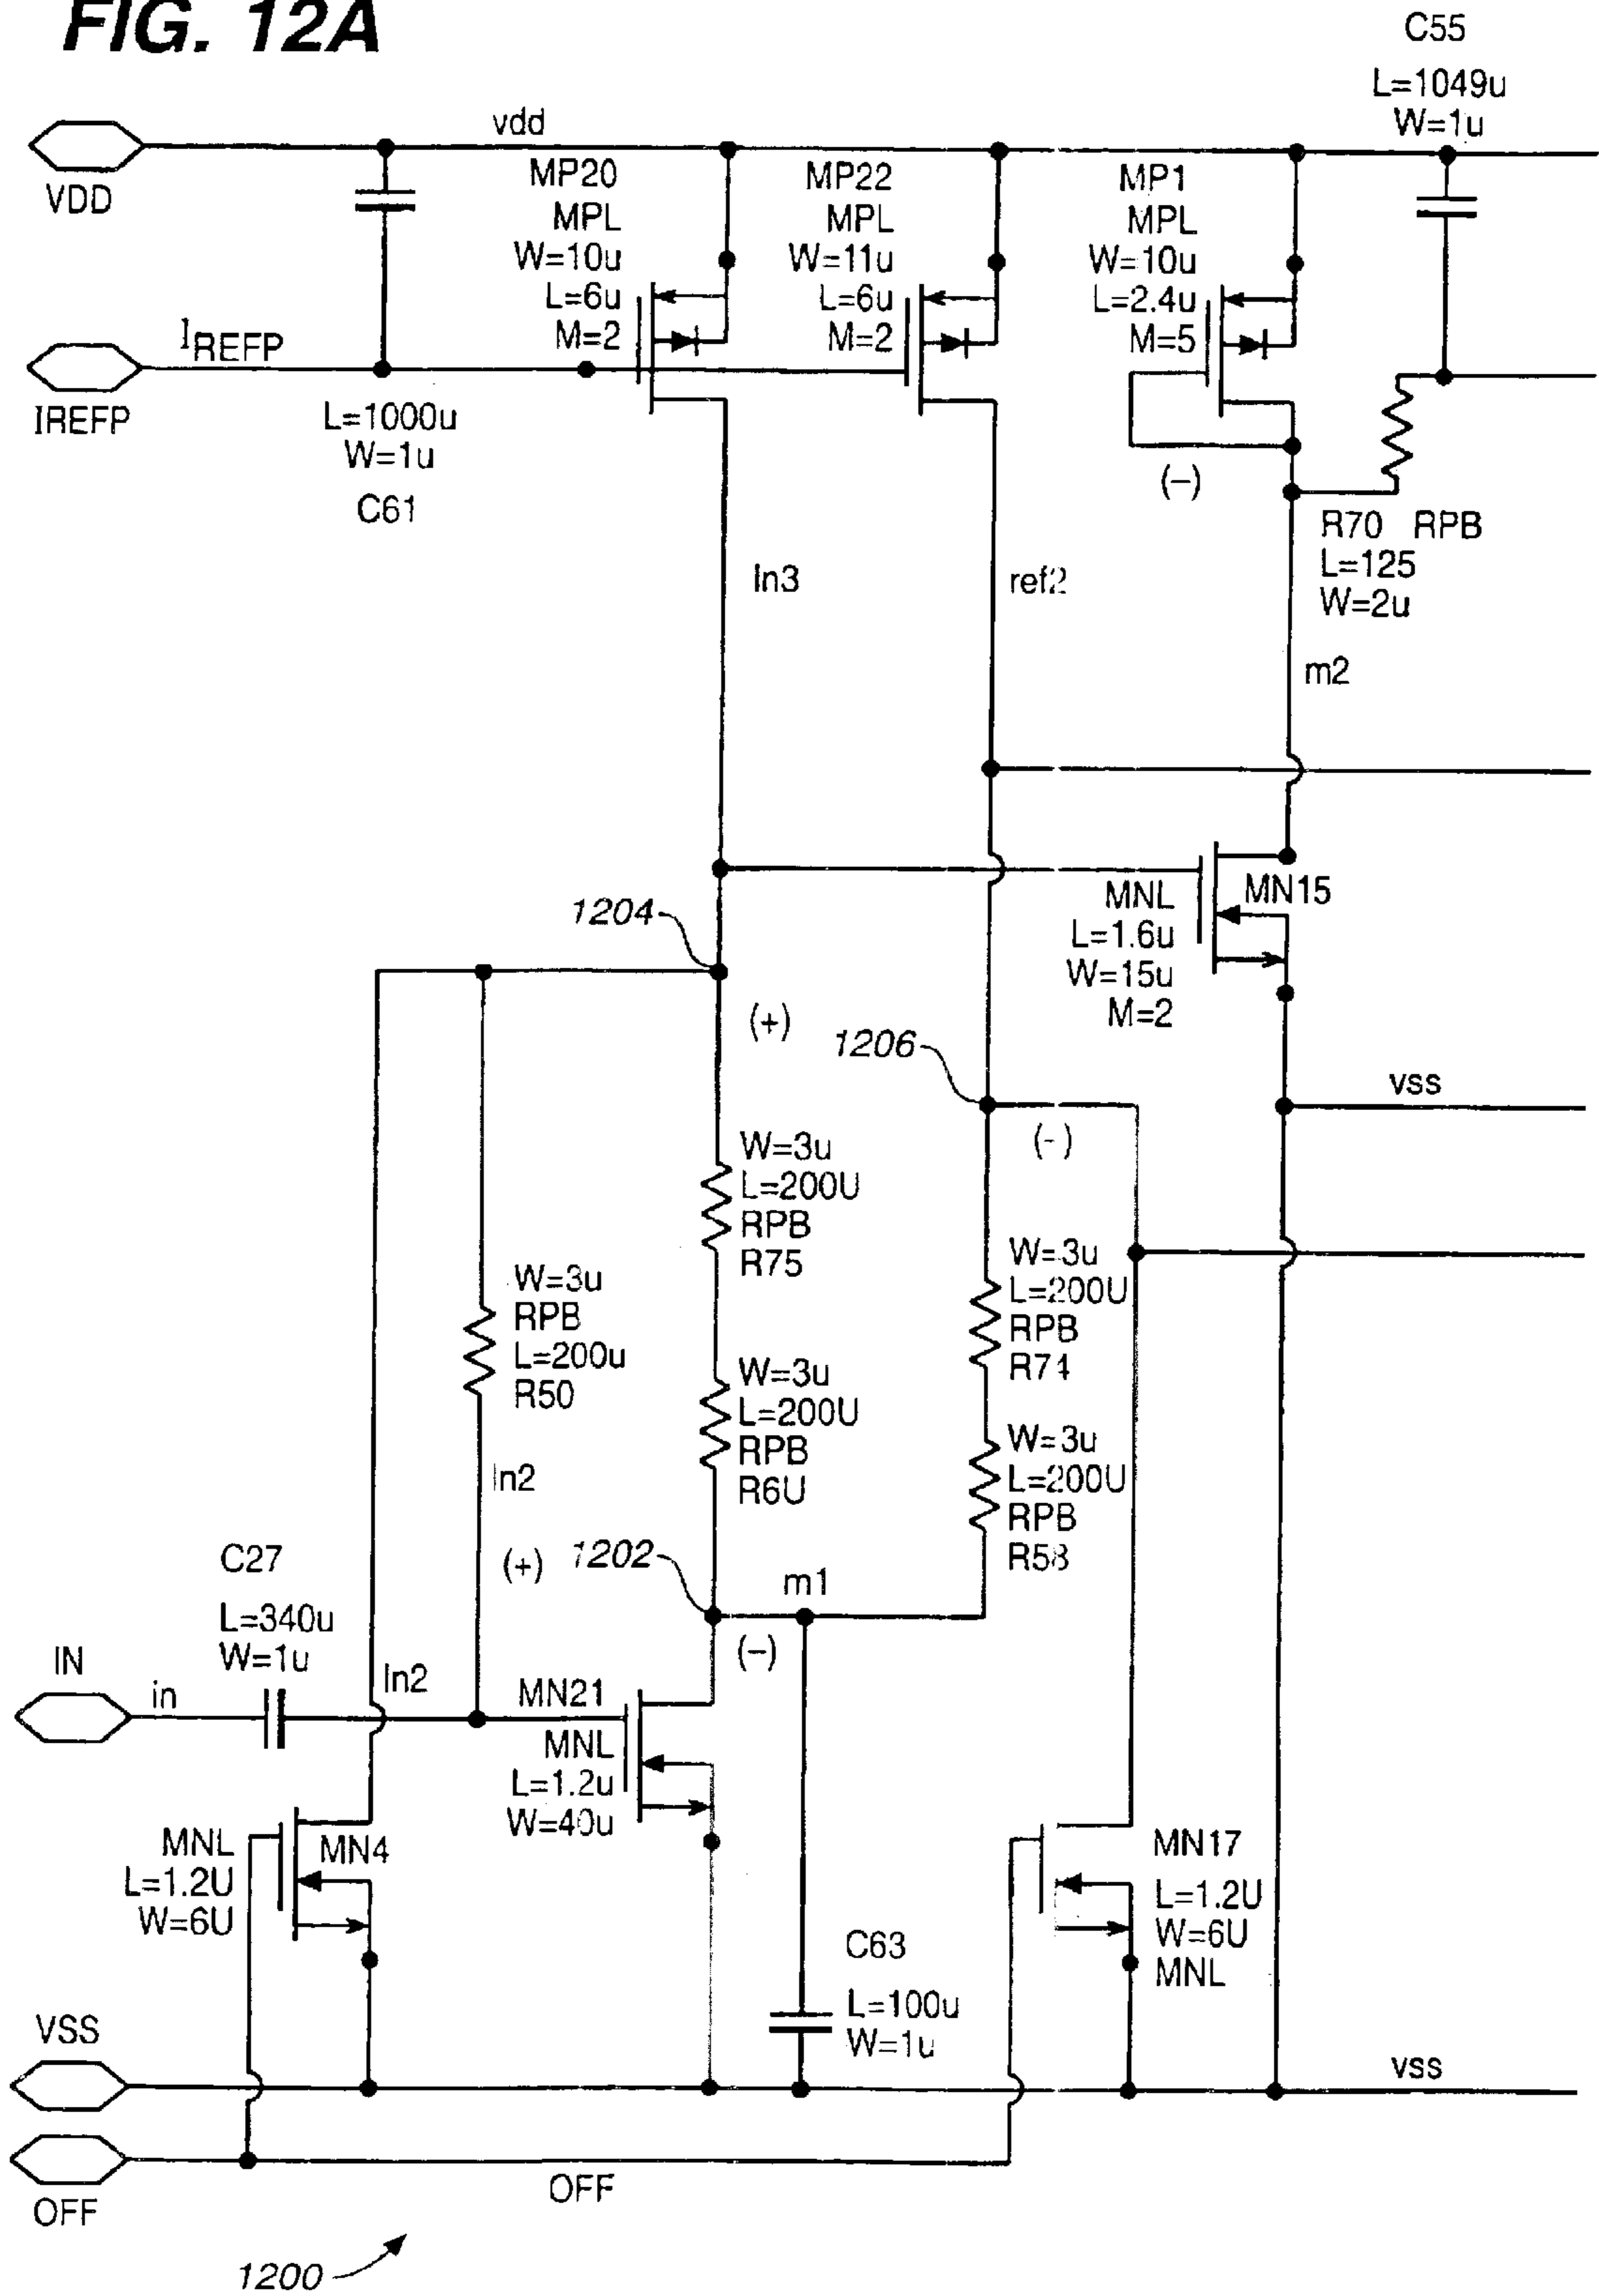 FIG. 12A
C55
L=1049u
W=1u
VDD
vdd
MP20
MPL
W=10u
L=6u
M=2
MP22
MPL
W=11u
L=6u
M=2
MP1
MPL
W=10u
L=2.4u
M=5
IREFP
IREFP
L=1000u
W=1u
C61
(–)
R70 RPB
L=125
W=2u
In3
ref2
m2
1204
(+)
MNL
L=1.6u
W=15u
M=2
MN15
1206
(-)
vss
W=3u
L=200U
RPB
R75
W=3u
RPB
L=200u
R50
W=3u
L=200U
RPB
R74
W=3u
L=200U
RPB
R6U
W=3u
L=200U
RPB
R58
In2
(+)
1202
m1
(–)
C27
L=340u
W=1u
IN
in
In2
MN21
MNL
L=1.2u
W=40u
MNL
L=1.2U
W=6U
MN4
MN17
L=1.2U
W=6U
MNL
C63
L=100u
W=1u
VSS
vss
OFF
OFF
1200